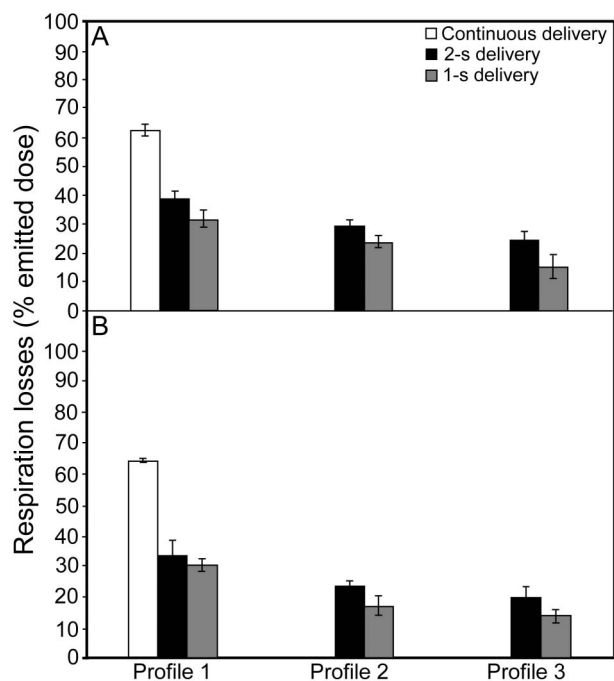 Respiration losses (% emitted dose)
A
Continuous delivery
2-s delivery
1-s delivery
100
90
80
70
60
50
40
30
20
10
0
B
100
90
80
70
60
50
40
30
20
10
0
Profile 1
Profile 2
Profile 3